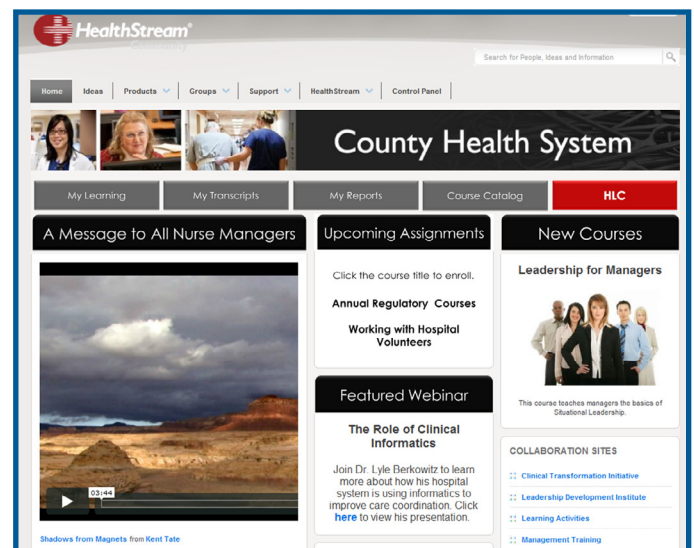 HealthStream®
Search for People, Ideas and Information
Home Ideas Products Groups Support HealthStream Control Panel
County Health System
My Learning My Transcripts My Reports Course Catalog HLC
A Message to All Nurse Managers
03:44
Shadows from Magnets from Kent Tate
Upcoming Assignments
Click the course title to enroll.
Annual Regulatory Courses
Working with Hospital
Volunteers
Featured Webinar
The Role of Clinical
Informatics
Join Dr. Lyle Berkowitz to learn
more about how his hospital
system is using informatics to
improve care coordination. Click
here to view his presentation.
New Courses
Leadership for Managers
This course teaches managers the basics of
Situational Leadership.
COLLABORATION SITES
Clinical Transformation Initiative
Leadership Development Institute
Learning Activities
Management Training